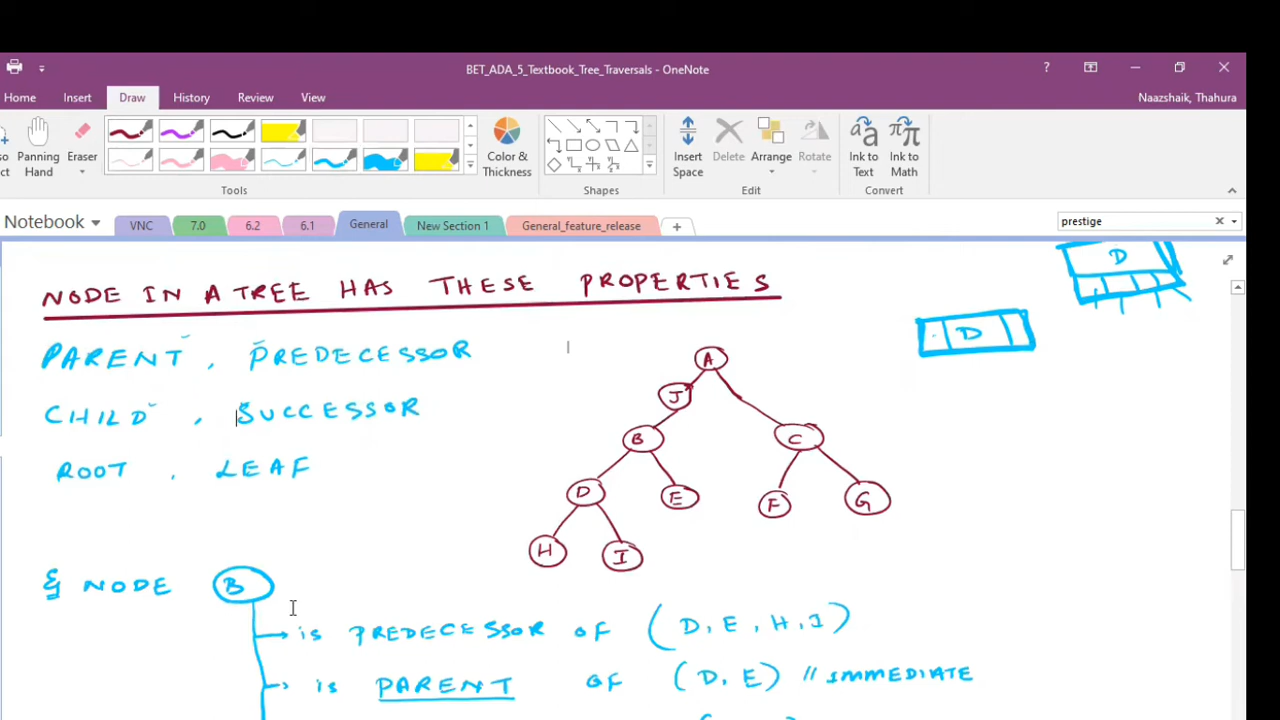 BET_ADA_5_Textbook_Tree_Traversals - OneNote
?
Home Insert Draw History Review View
Naazshaik, Thahura
Panning Hand
Eraser
Color & Thickness
Insert Space
Delete
Arrange
Rotate
Ink to Text
Ink to Math
Tools Shapes Edit Convert
Notebook
VNC 7.0 6.2 6.1 General New Section 1 General_feature_release +
prestige
NODE IN A TREE HAS THESE PROPERTIES
D
D
PARENT, PREDECESSOR
CHILD, SUCCESSOR
ROOT, LEAF
A
J
B C
D E F G
H I
NODE B
is PREDECESSOR OF (D, E, H, I)
is PARENT OF (D, E) // IMMEDIATE